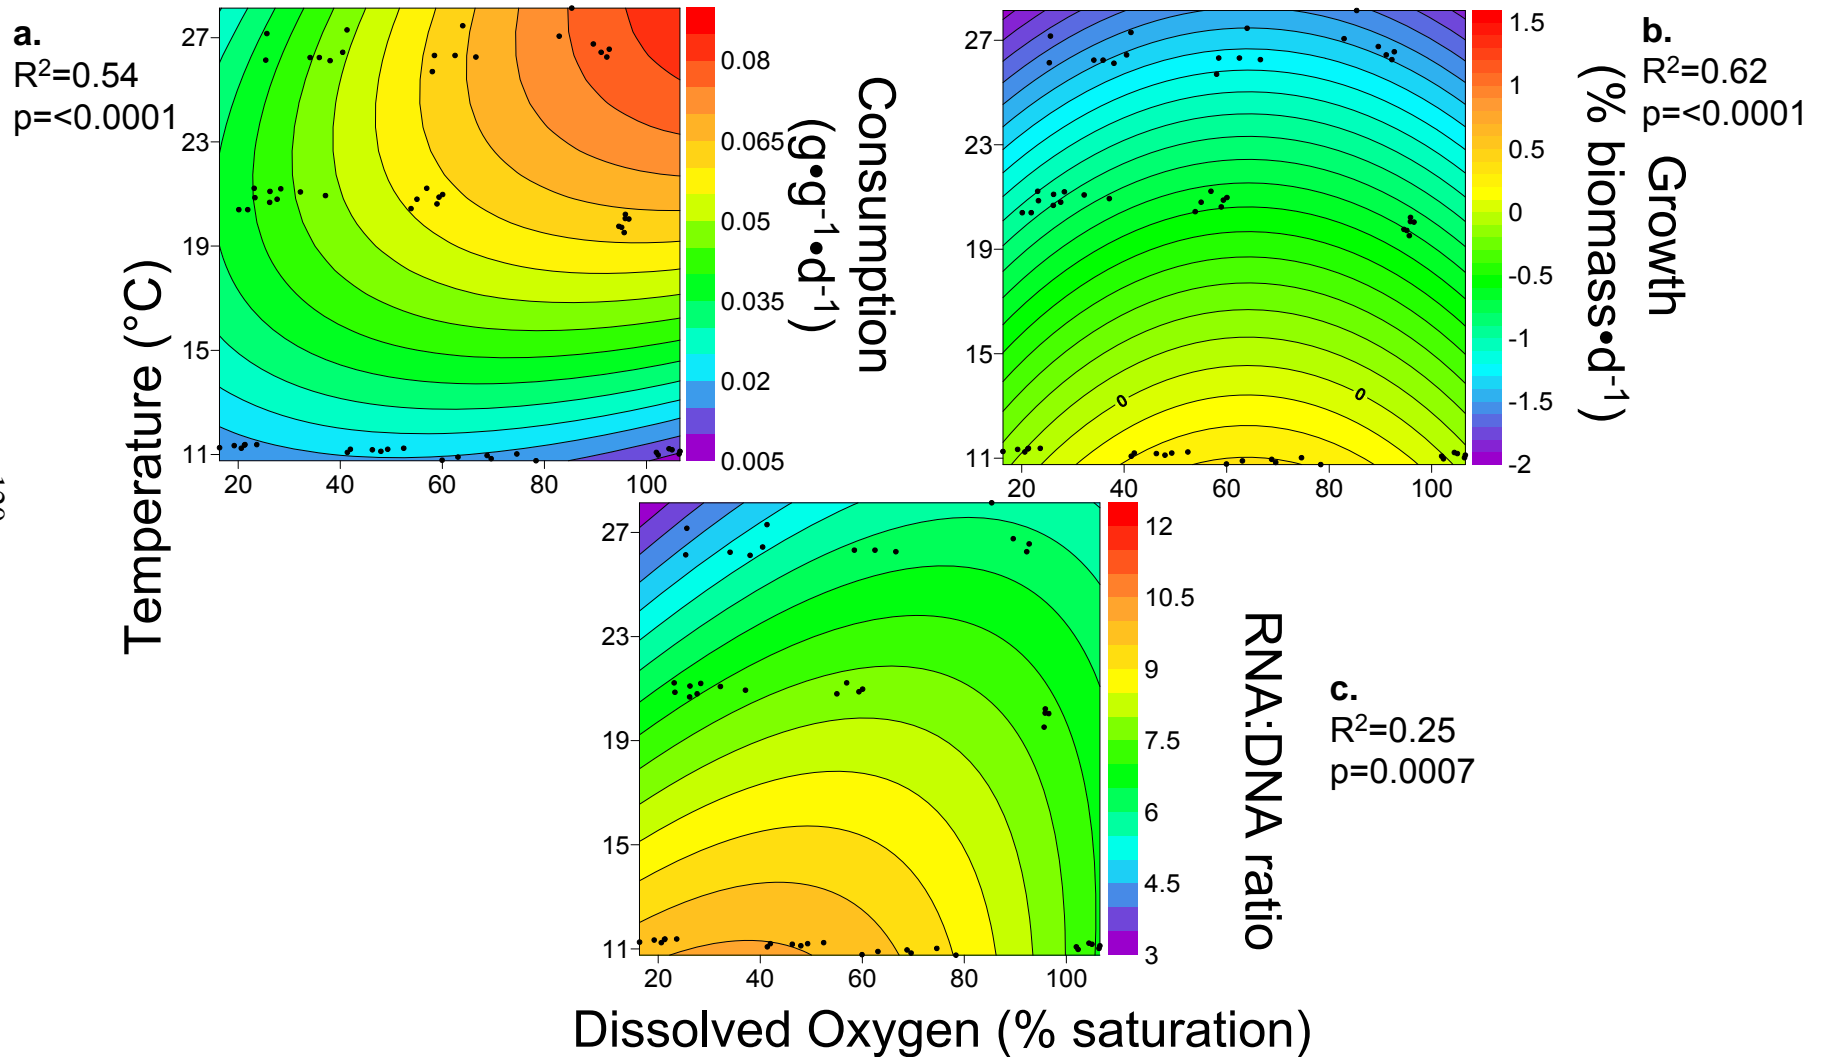 a.
R²=0.54
p=<0.0001
27
23
19
15
11
20 40 60 80 100
0.08
0.065
0.05
0.035
0.02
0.005
Consumption
(g•g⁻¹•d⁻¹)
b.
R²=0.62
p=<0.0001
27
23
19
15
11
20 40 60 80 100
0 0
1.5
1
0.5
0
-0.5
-1
-1.5
-2
Growth
(% biomass•d⁻¹)
Temperature (°C)
27
23
19
15
11
20 40 60 80 100
12
10.5
9
7.5
6
4.5
3
RNA:DNA ratio
c.
R²=0.25
p=0.0007
Dissolved Oxygen (% saturation)